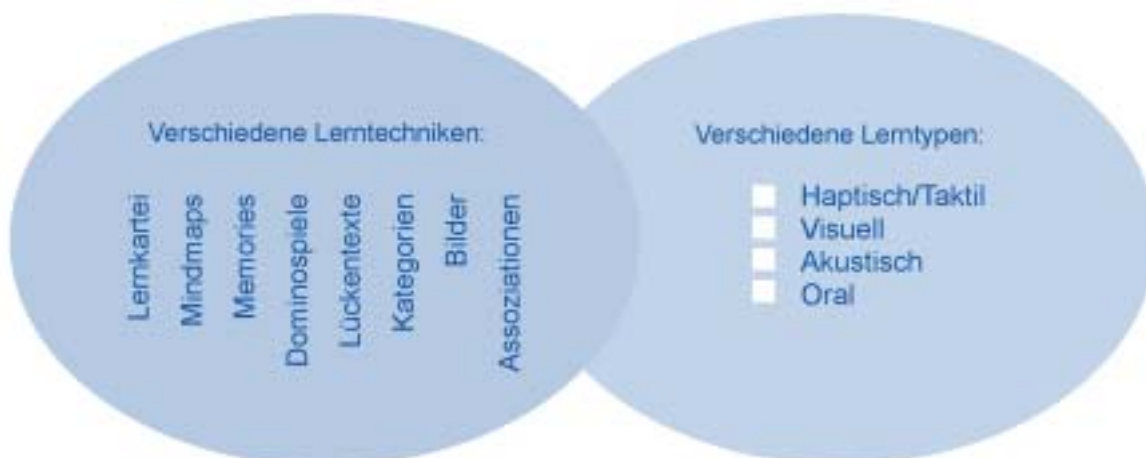 Verschiedene Lerntechniken:
Lernkartei
Mindmaps
Memories
Dominospiele
Lückentexte
Kategorien
Bilder
Assoziationen
Verschiedene Lerntypen:
Haptisch/Taktil
Visuell
Akustisch
Oral